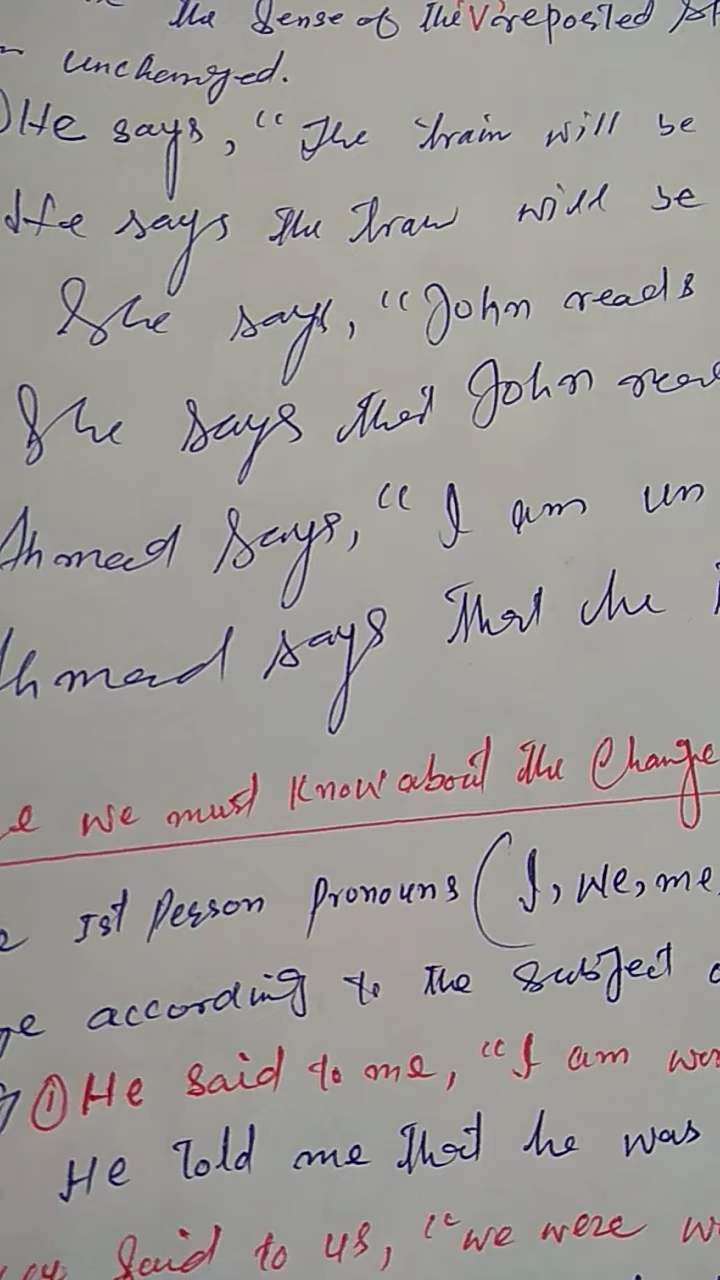 the Sense of the V reported
unchanged.
) He says, "The train will be
He says the train will be
She says, "John reads
She says that John
Ahmad says, "I am un
Ahmad says that he
we must know about the Change
1st Person Pronouns (I, we, me,
according to the subject
① He said to me, "I am
He told me that he was
said to us, "we were